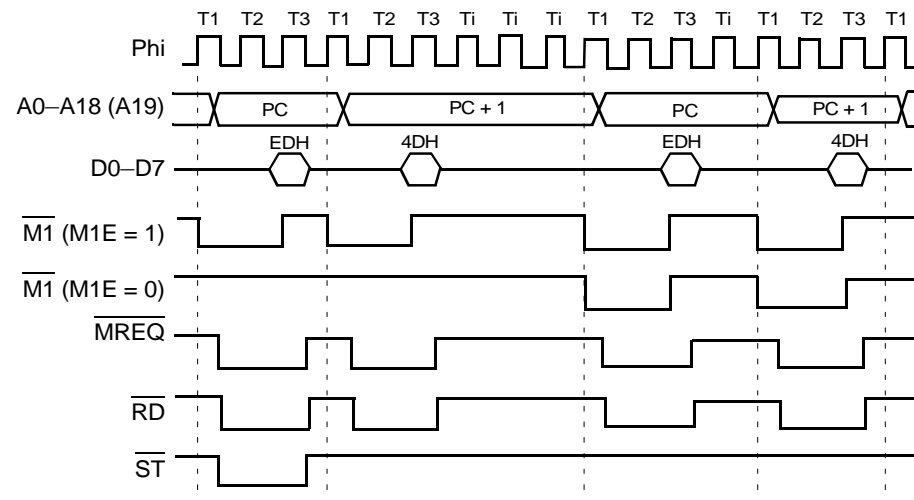 T1 T2 T3 T1 T2 T3 Ti Ti Ti T1 T2 T3 Ti T1 T2 T3 T1
Phi
A0–A18 (A19) PC PC + 1 PC PC + 1
EDH 4DH EDH 4DH
D0–D7
M1 (M1E = 1)
M1 (M1E = 0)
MREQ
RD
ST